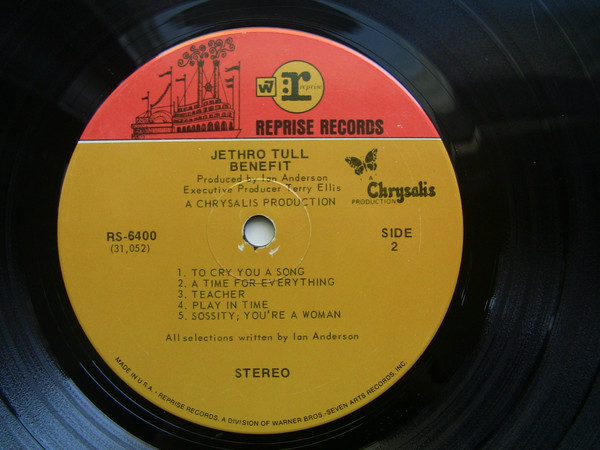 W7
r
reprise
REPRISE RECORDS
JETHRO TULL
BENEFIT
Produced by Ian Anderson
Executive Producer Terry Ellis
A CHRYSALIS PRODUCTION
A
Chrysalis
PRODUCTION
RS-6400
(31,052)
SIDE
2
1. TO CRY YOU A SONG
2. A TIME FOR EVERYTHING
3. TEACHER
4. PLAY IN TIME
5. SOSSITY; YOU'RE A WOMAN
All selections written by Ian Anderson
STEREO
MADE IN U.S.A. - REPRISE RECORDS, A DIVISION OF WARNER BROS.-SEVEN ARTS RECORDS, INC.